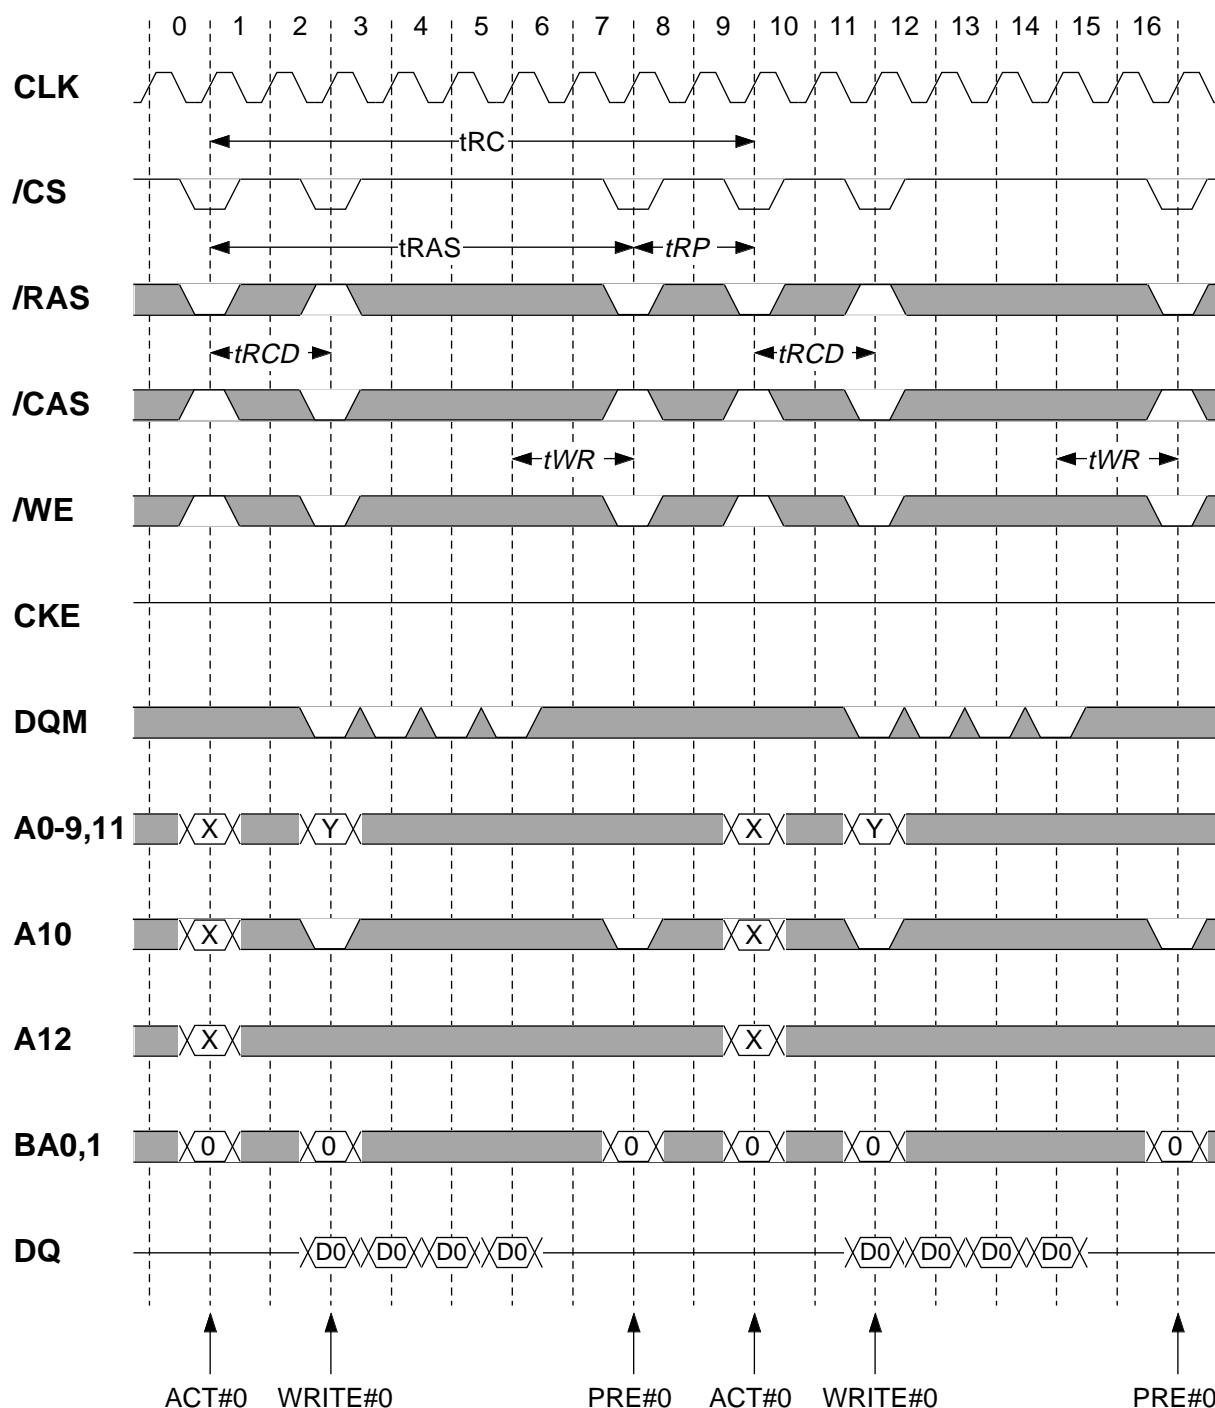 0 1 2 3 4 5 6 7 8 9 10 11 12 13 14 15 16
CLK
tRC
/CS
tRAS tRP
/RAS
tRCD tRCD
/CAS
tWR tWR
/WE
CKE
DQM
A0-9,11 X Y X Y
A10 X X
A12 X X
BA0,1 0 0 0 0 0 0
DQ D0 D0 D0 D0 D0 D0 D0 D0
ACT#0 WRITE#0 PRE#0 ACT#0 WRITE#0 PRE#0